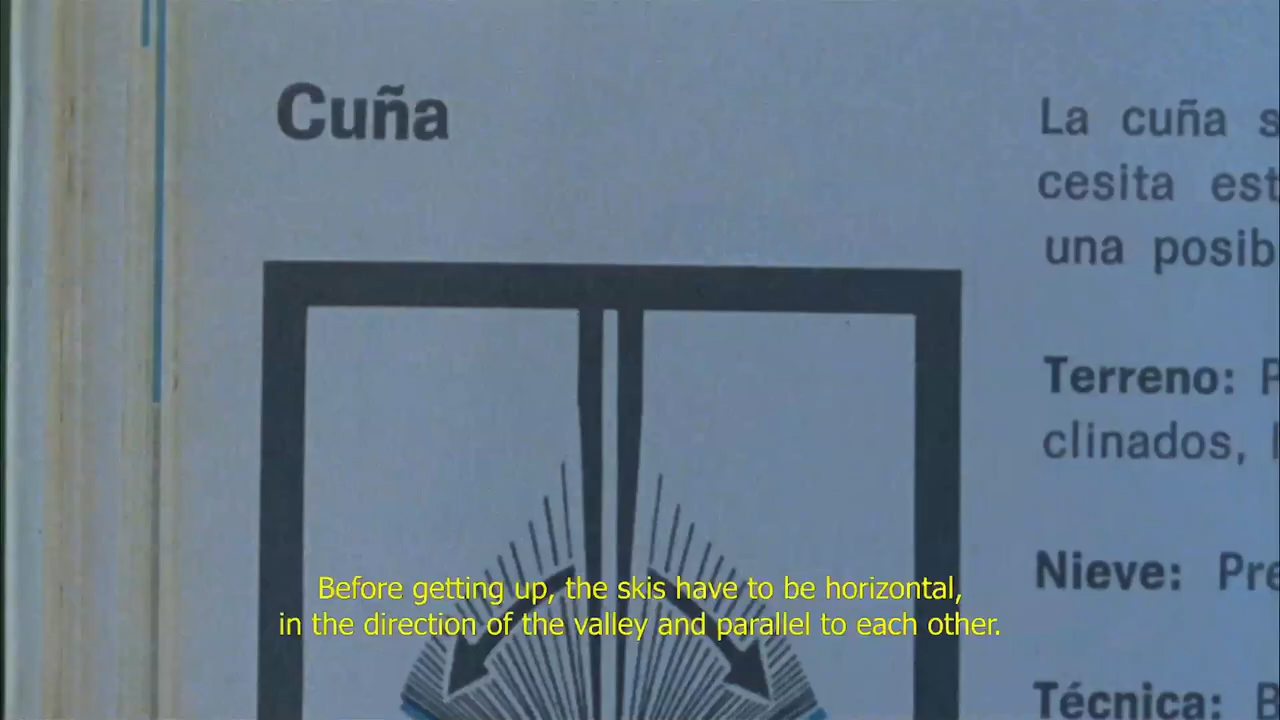 Cuña
La cuña
cesita
una
Terreno:
clinados,
Nieve:
Técnica:
Before getting up, the skis have to be horizontal,
in the direction of the valley and parallel to each other.